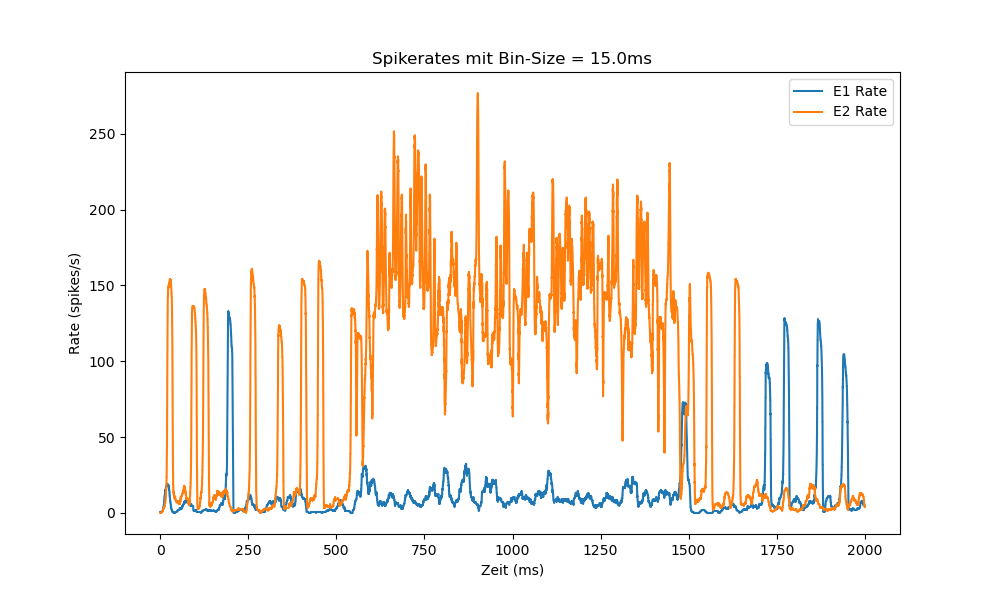 Spikerates mit Bin-Size = 15.0ms
E1 Rate
E2 Rate
Rate (spikes/s)
250
200
150
100
50
0
0 250 500 750 1000 1250 1500 1750 2000
Zeit (ms)